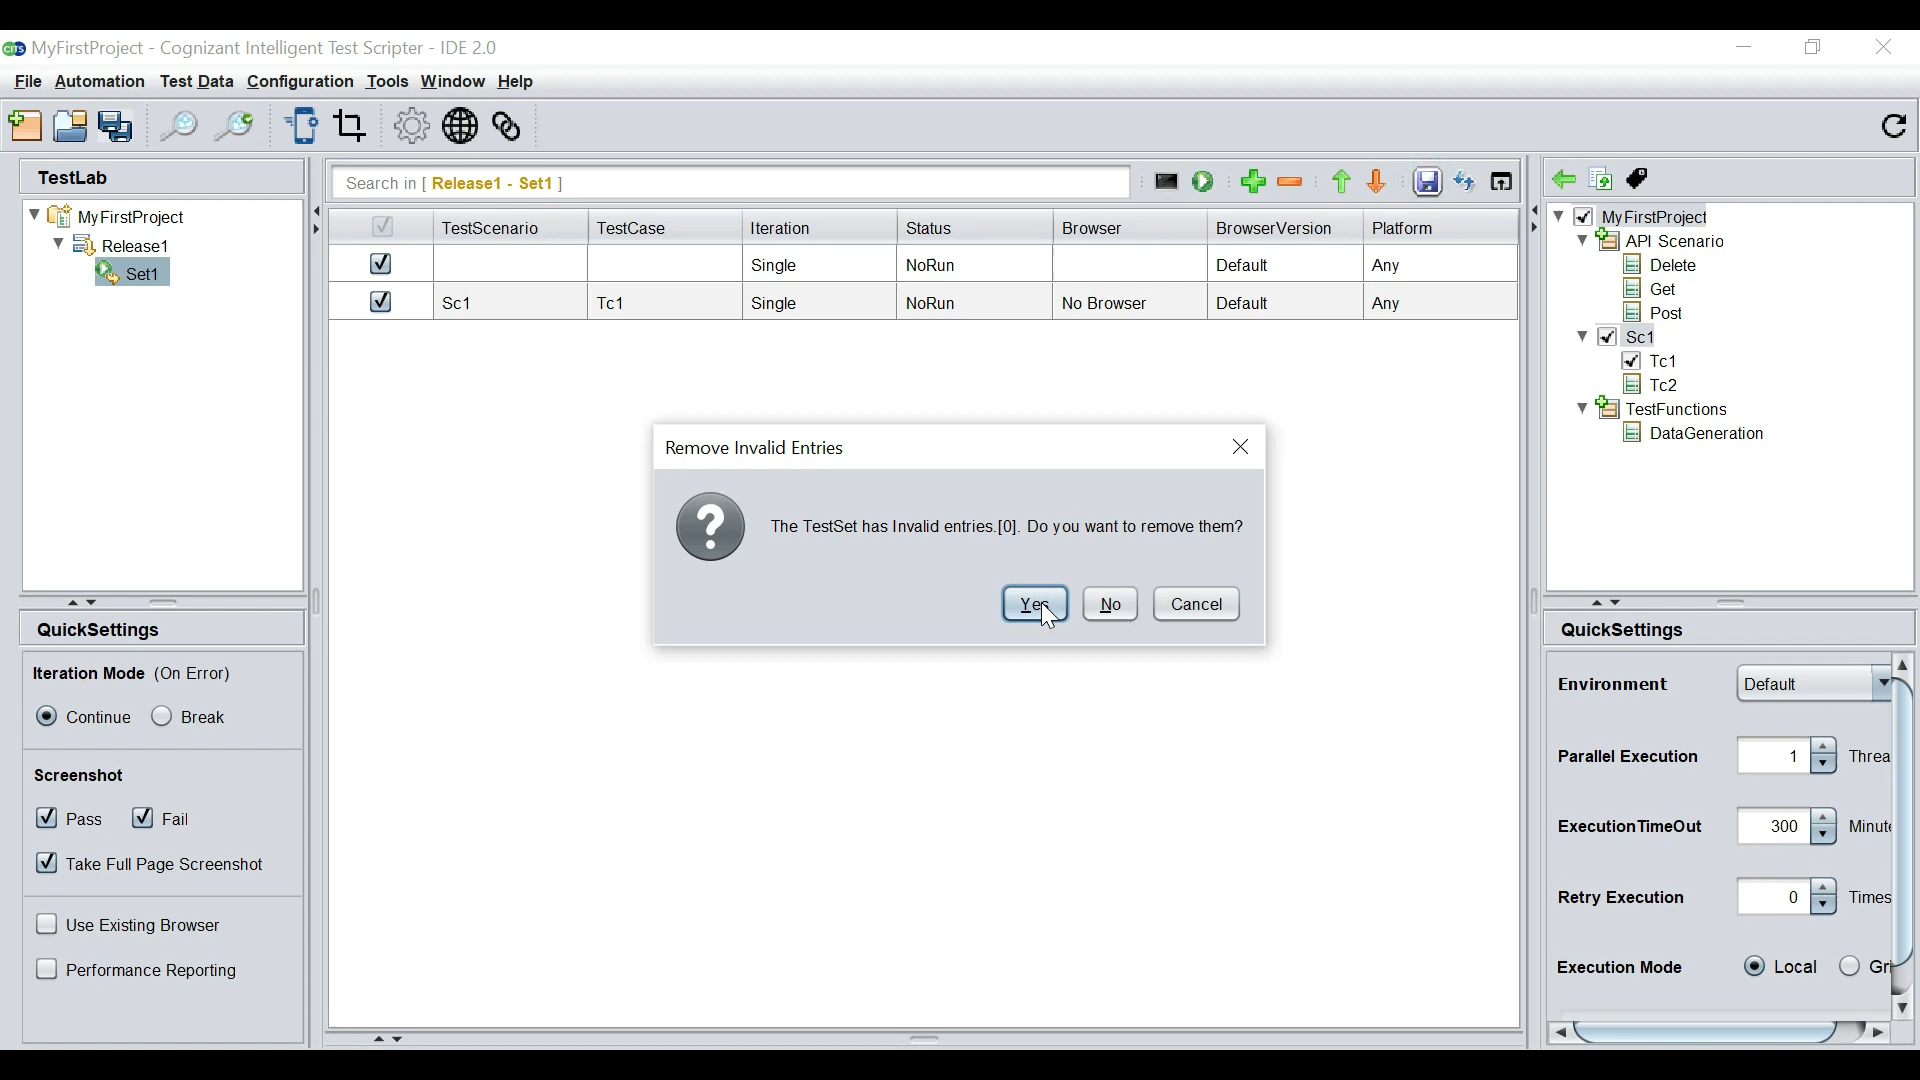 CITS MyFirstProject - Cognizant Intelligent Test Scripter - IDE 2.0
File Automation Test Data Configuration Tools Window Help
TestLab
MyFirstProject
Release1
Set1
Search in [ Release1 - Set1 ]
TestScenario TestCase Iteration Status Browser BrowserVersion Platform
Single NoRun Default Any
Sc1 Tc1 Single NoRun No Browser Default Any
MyFirstProject
API Scenario
Delete
Get
Post
Sc1
Tc1
Tc2
TestFunctions
DataGeneration
Remove Invalid Entries
The TestSet has Invalid entries.[0]. Do you want to remove them?
Yes No Cancel
QuickSettings
Iteration Mode (On Error)
Continue Break
Screenshot
Pass Fail
Take Full Page Screenshot
Use Existing Browser
Performance Reporting
QuickSettings
Environment Default
Parallel Execution 1 Threa
ExecutionTimeOut 300 Minute
Retry Execution 0 Times
Execution Mode Local Gri